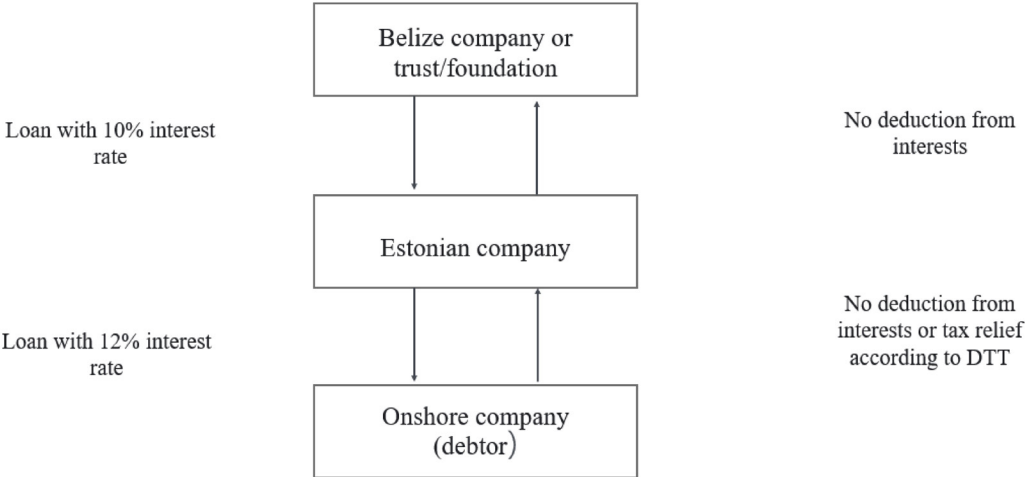 Belize company or
trust/foundation
Loan with 10% interest
rate
No deduction from
interests
Estonian company
Loan with 12% interest
rate
No deduction from
interests or tax relief
according to DTT
Onshore company
(debtor)